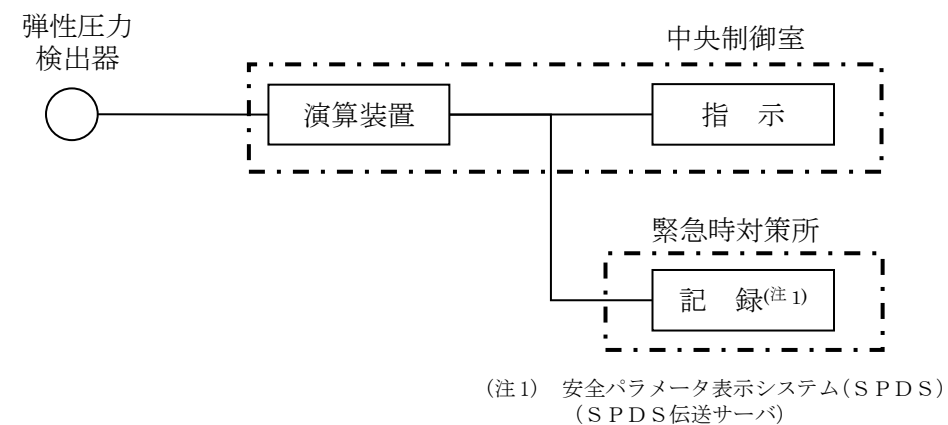 弾性圧力
検出器
中央制御室
演算装置
指　示
緊急時対策所
記　録(注1)
(注1)　安全パラメータ表示システム(ＳＰＤＳ)
(ＳＰＤＳ伝送サーバ)